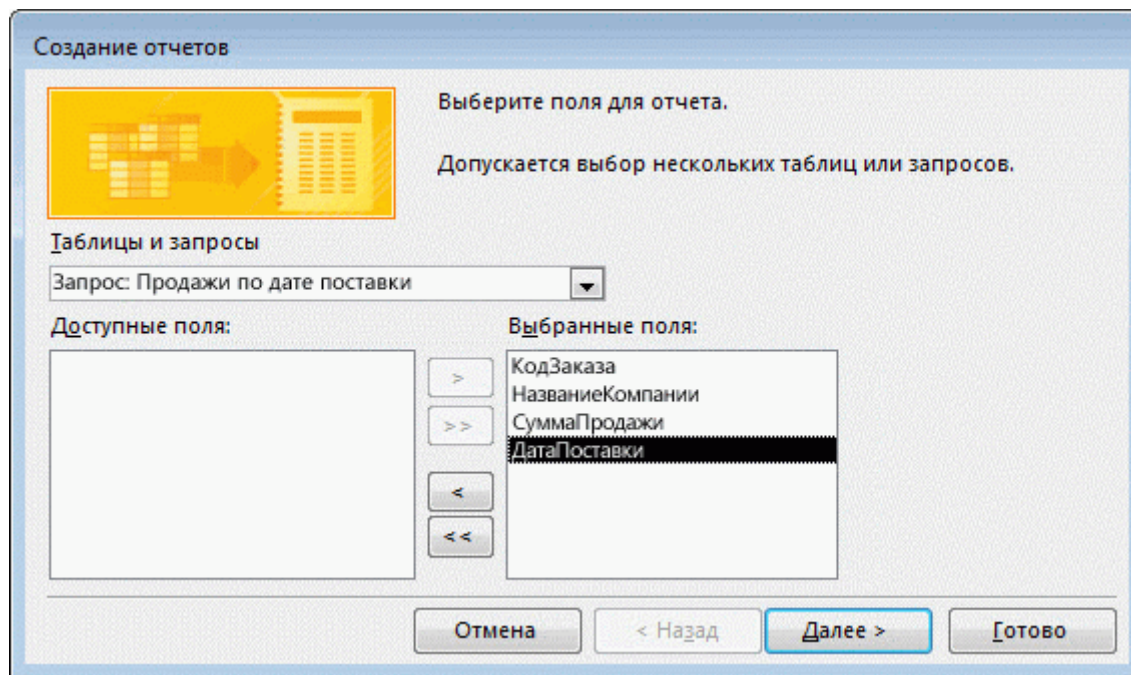 Создание отчетов
Выберите поля для отчета.
Допускается выбор нескольких таблиц или запросов.
Таблицы и запросы
Запрос: Продажи по дате поставки
Доступные поля:
Выбранные поля:
КодЗаказа
НазваниеКомпании
СуммаПродажи
ДатаПоставки
>
>>
<
<<
Отмена
< Назад
Далее >
Готово